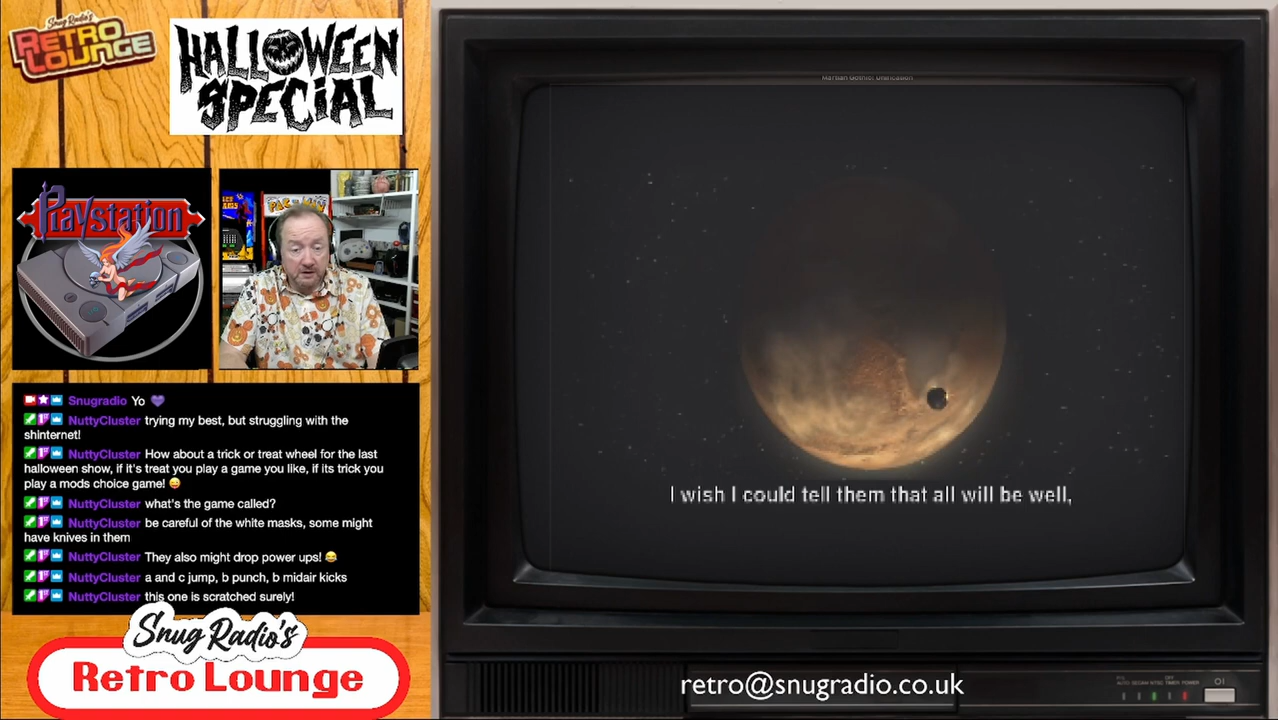 Snug Radio's
RETRO
LOUNGE
HALLOWEEN
SPECIAL
Playstation
PAC-MAN
Snugradio Yo 💜
NuttyCluster trying my best, but struggling with the
shinternet!
NuttyCluster How about a trick or treat wheel for the last
halloween show, if it's treat you play a game you like, if its trick you
play a mods choice game! 😜
NuttyCluster what's the game called?
NuttyCluster be careful of the white masks, some might
have knives in them
NuttyCluster They also might drop power ups! 😂
NuttyCluster a and c jump, b punch, b midair kicks
NuttyCluster this one is scratched surely!
Snug Radio's
Retro Lounge
Martian Gothic: Unification
I wish I could tell them that all will be well,
retro@snugradio.co.uk